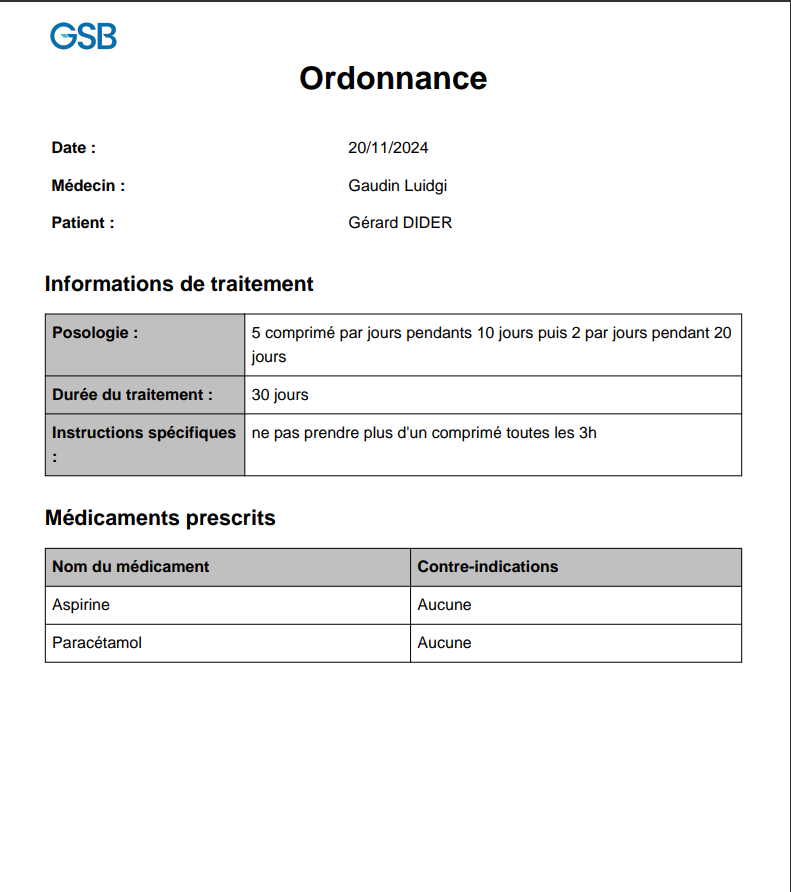 GSB
Ordonnance
Date :
20/11/2024
Médecin :
Gaudin Luidgi
Patient :
Gérard DIDER
Informations de traitement
Posologie :
5 comprimé par jours pendants 10 jours puis 2 par jours pendant 20
jours
Durée du traitement :
30 jours
Instructions spécifiques
:
ne pas prendre plus d'un comprimé toutes les 3h
Médicaments prescrits
Nom du médicament
Contre-indications
Aspirine
Aucune
Paracétamol
Aucune